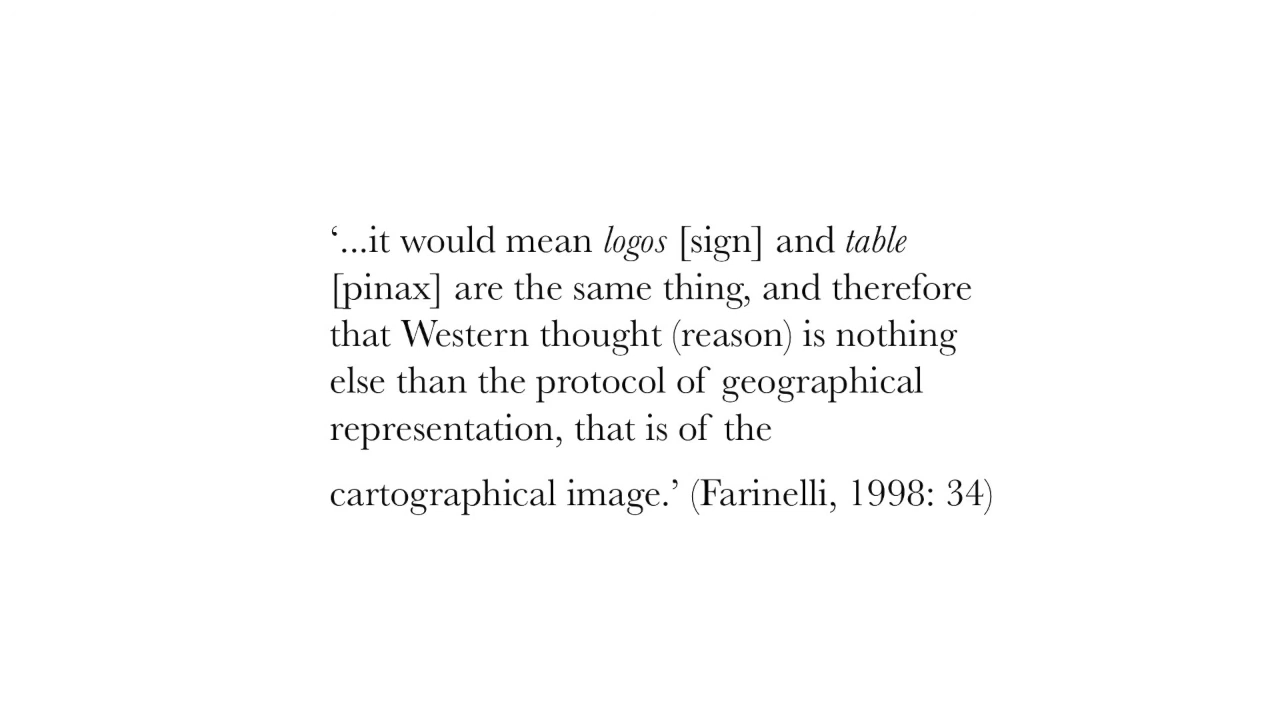 ‘...it would mean logos [sign] and table
[pinax] are the same thing, and therefore
that Western thought (reason) is nothing
else than the protocol of geographical
representation, that is of the
cartographical image.’ (Farinelli, 1998: 34)